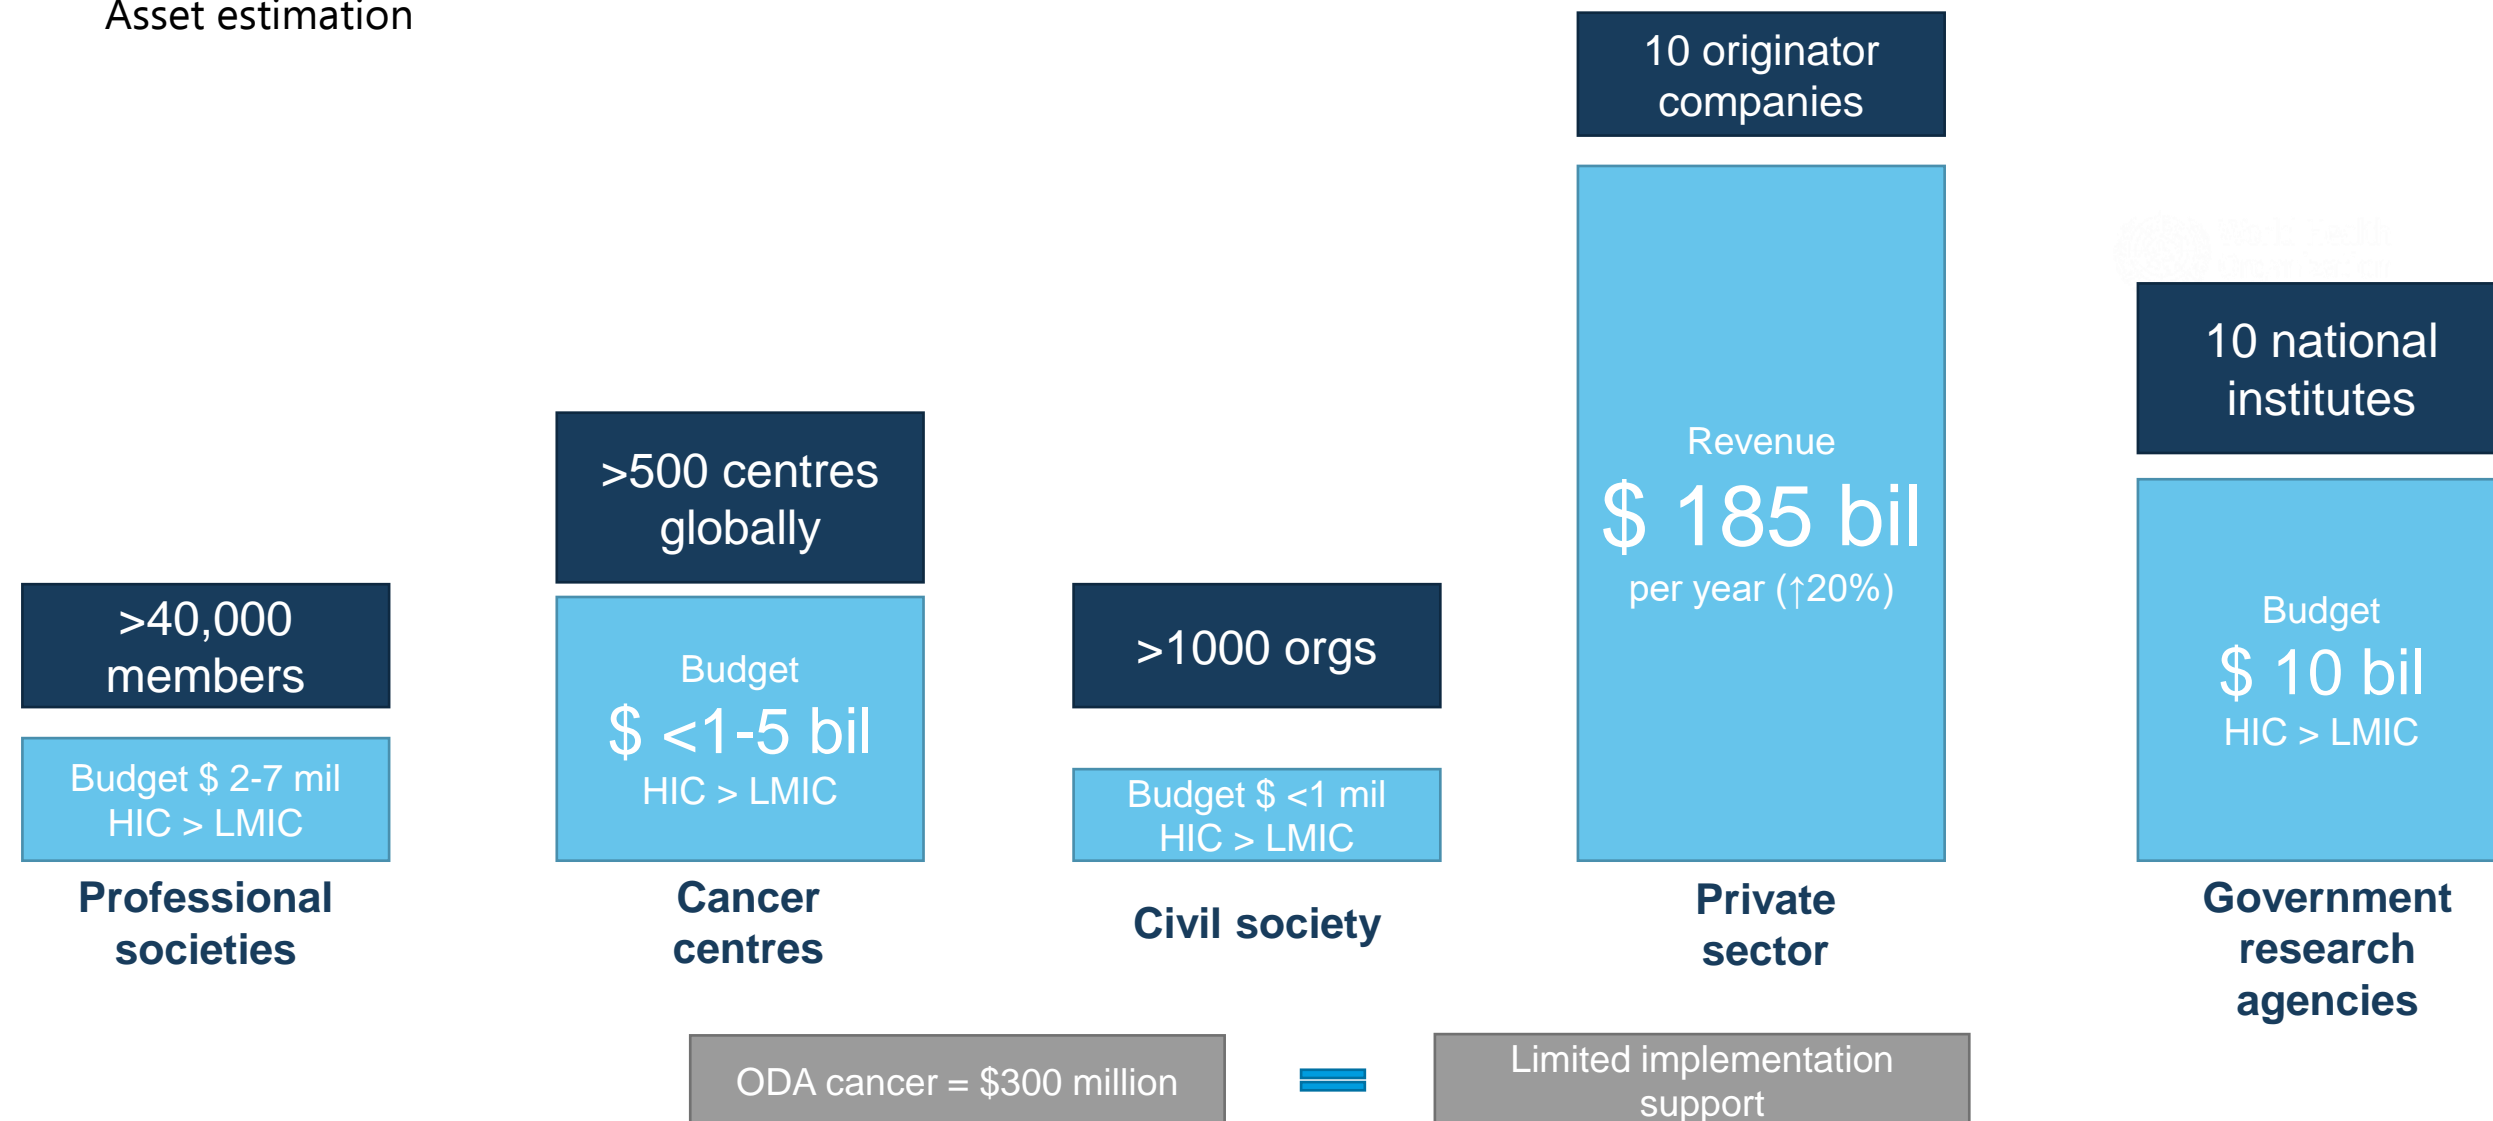 Asset estimation
10 originator
companies
Revenue
$ 185 bil
per year (↑20%)
10 national
institutes
Budget
$ 10 bil
HIC > LMIC
>500 centres
globally
Budget
$ <1-5 bil
HIC > LMIC
>40,000
members
Budget $ 2-7 mil
HIC > LMIC
>1000 orgs
Budget $ <1 mil
HIC > LMIC
Professional
societies
Cancer
centres
Civil society
Private
sector
Government
research
agencies
ODA cancer = $300 million
Limited implementation
support